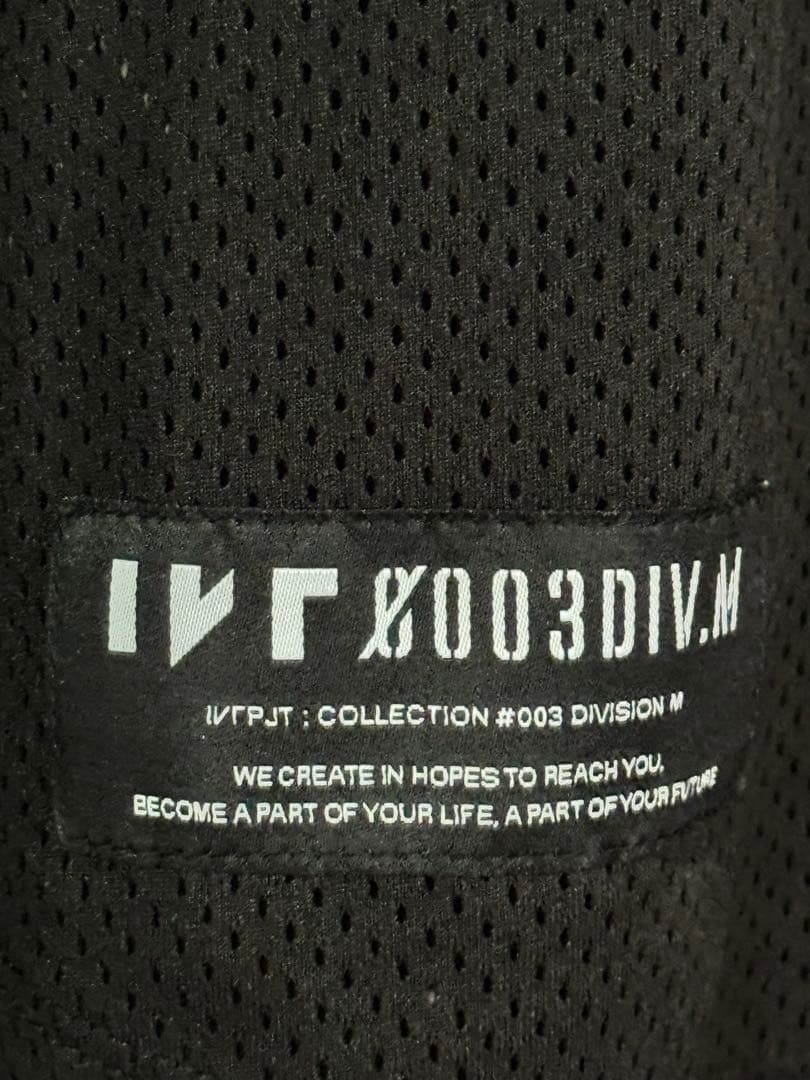 IVΓ Ø003DIV.M
IVΓPJT : COLLECTION #003 DIVISION M
WE CREATE IN HOPES TO REACH YOU,
BECOME A PART OF YOUR LIFE, A PART OF YOUR FUTURE